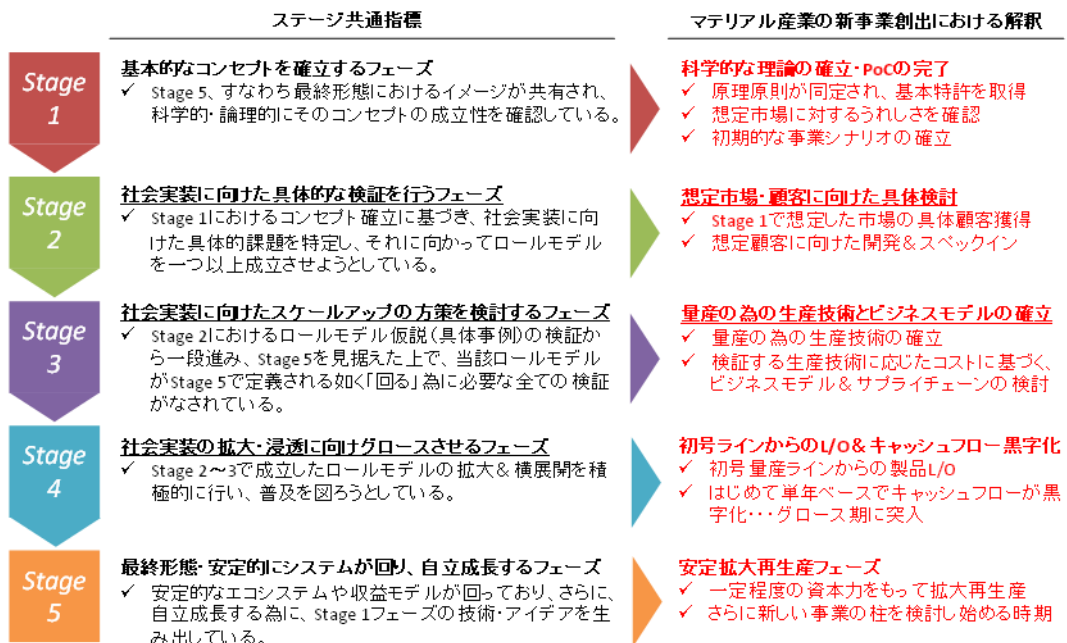 ステージ共通指標
マテリアル産業の新事業創出における解釈
Stage
1
基本的なコンセプトを確立するフェーズ
✓ Stage 5、すなわち最終形態におけるイメージが共有され、
科学的・論理的にそのコンセプトの成立性を確認している。
科学的な理論の確立・PoCの完了
✓ 原理原則が同定され、基本特許を取得
✓ 想定市場に対するうれしさを確認
✓ 初期的な事業シナリオの確立
Stage
2
社会実装に向けた具体的な検証を行うフェーズ
✓ Stage 1におけるコンセプト確立に基づき、社会実装に向
けた具体的課題を特定し、それに向かってロールモデル
を一つ以上成立させようとしている。
想定市場・顧客に向けた具体検討
✓ Stage 1で想定した市場の具体顧客獲得
✓ 想定顧客に向けた開発&スペックイン
Stage
3
社会実装に向けたスケールアップの方策を検討するフェーズ
✓ Stage 2におけるロールモデル仮説(具体事例)の検証か
ら一段進み、Stage 5を見据えた上で、当該ロールモデル
がStage 5で定義される如く「回る」為に必要な全ての検証
がなされている。
量産の為の生産技術とビジネスモデルの確立
✓ 量産の為の生産技術の確立
✓ 検証する生産技術に応じたコストに基づく、
ビジネスモデル&サプライチェーンの検討
Stage
4
社会実装の拡大・浸透に向けグロースさせるフェーズ
✓ Stage 2～3で成立したロールモデルの拡大&横展開を積
極的に行い、普及を図ろうとしている。
初号ラインからのL/O&キャッシュフロー黒字化
✓ 初号量産ラインからの製品L/O
✓ はじめて単年ベースでキャッシュフローが黒
字化・・・グロース期に突入
Stage
5
最終形態・安定的にシステムが回り、自立成長するフェーズ
✓ 安定的なエコシステムや収益モデルが回っており、さらに、
自立成長する為に、Stage 1フェーズの技術・アイデアを生
み出している。
安定拡大再生産フェーズ
✓ 一定程度の資本力をもって拡大再生産
✓ さらに新しい事業の柱を検討し始める時期